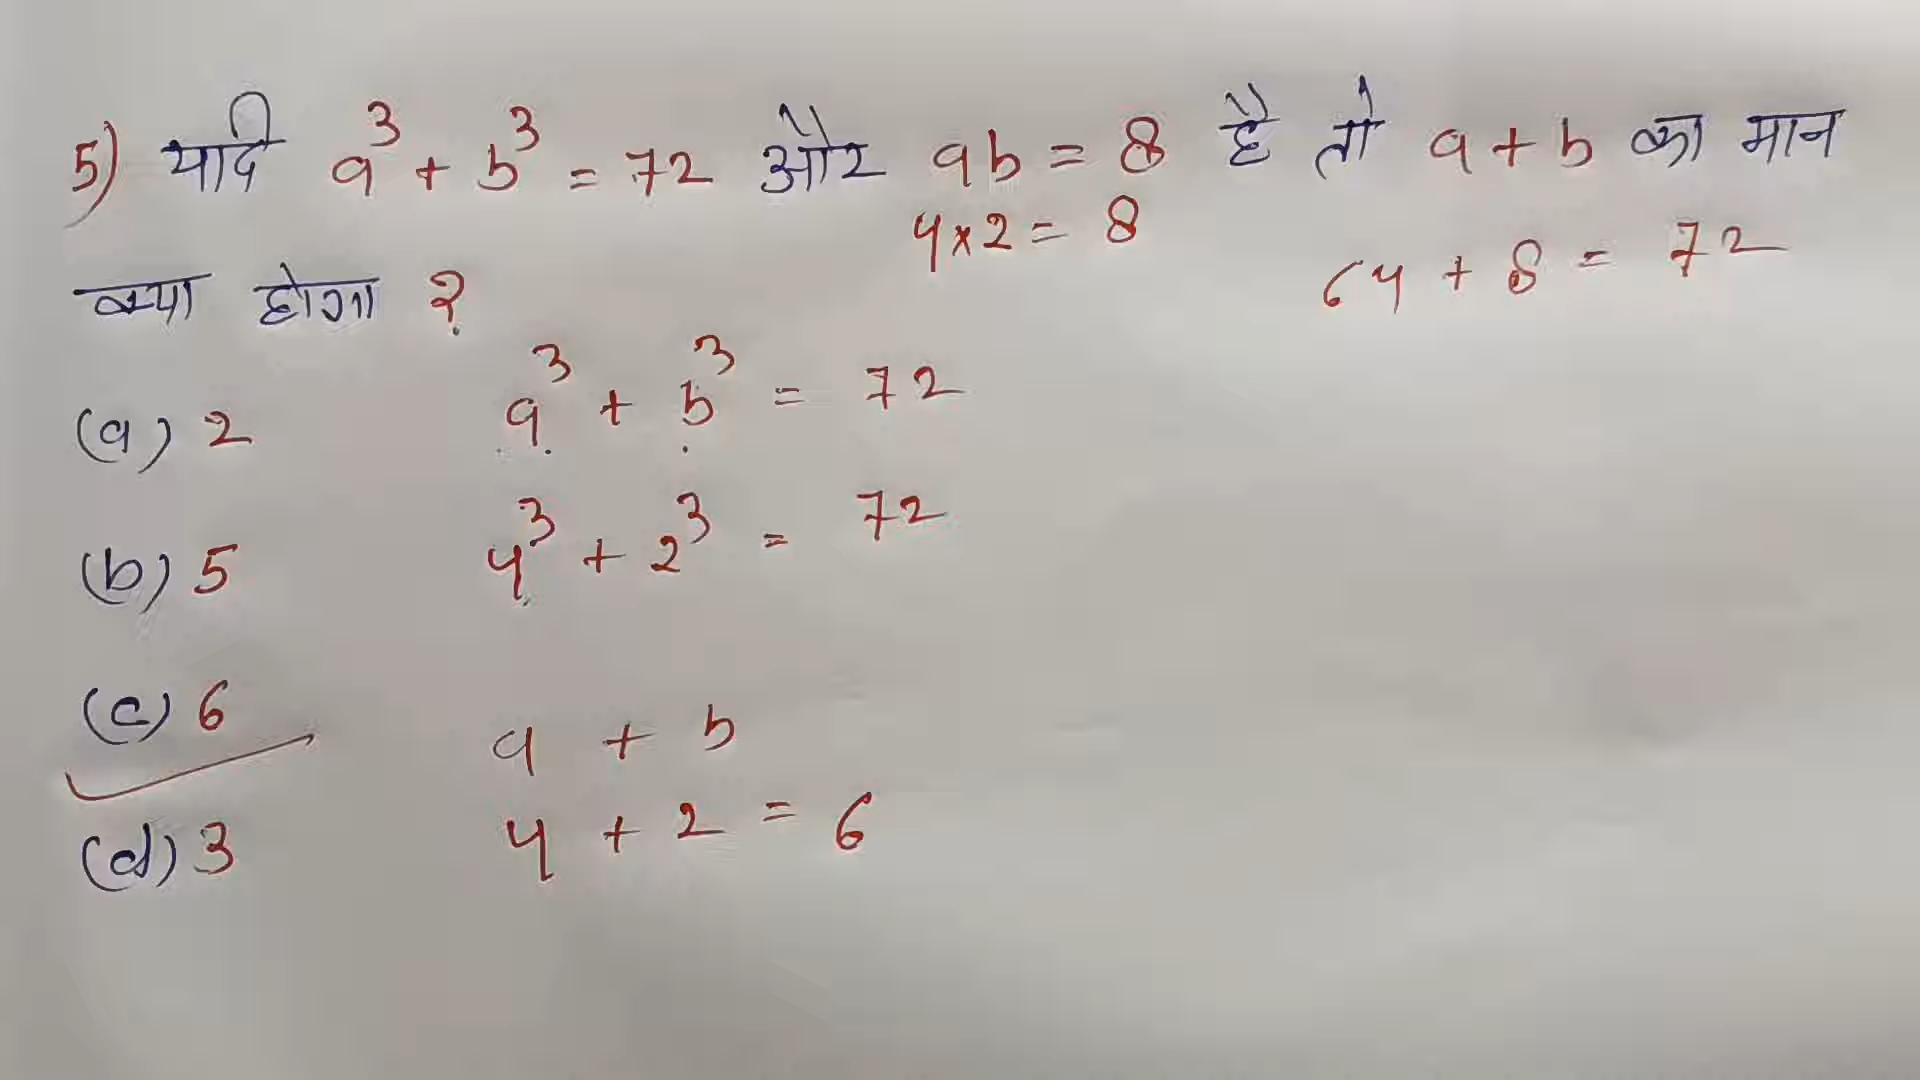 5) यदि a³ + b³ = 72 और ab = 8 है तो a + b का मान
4 × 2 = 8
64 + 8 = 72
क्या होगा ?
a³ + b³ = 72
(a) 2
4³ + 2³ = 72
(b) 5
(c) 6
a + b
4 + 2 = 6
(d) 3